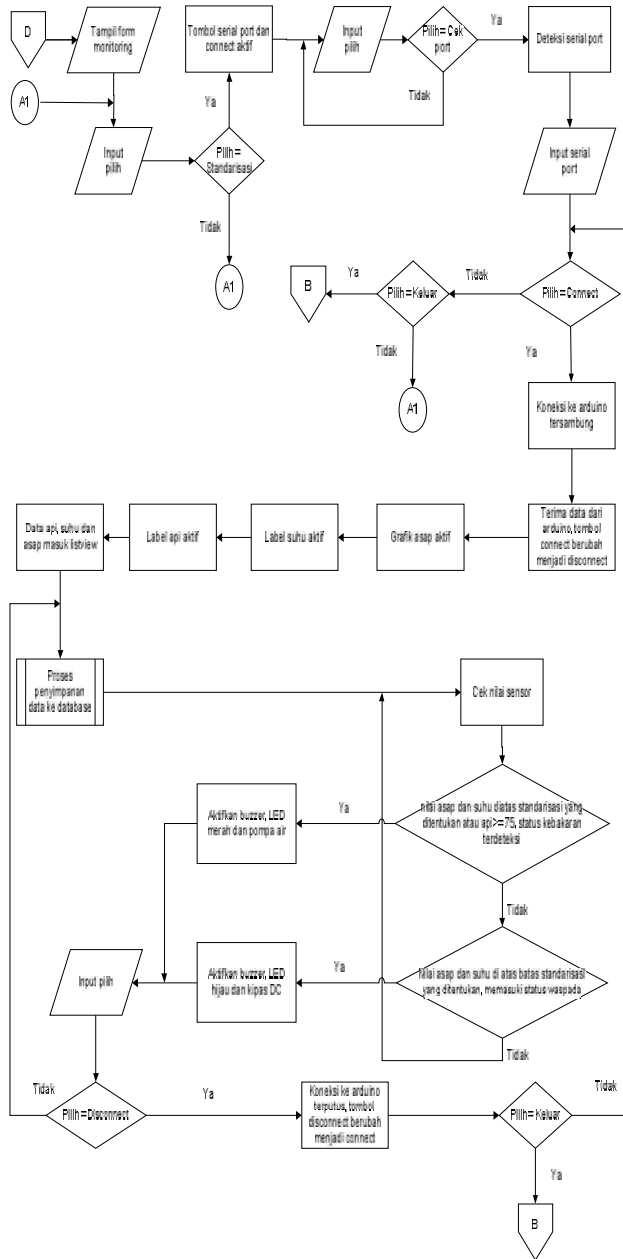 D
Tampil form
monitoring
Tombol serial port dan
connect aktif
Input
pilih
Pilih= Cek
port
Ya
Deteksi serial port
A1
Ya
Tidak
Input
pilih
Pilih =
Standarisasi
Input serial
port
Tidak
A1
B
Ya
Pilih=Keluar
Tidak
Pilih=Connect
Tidak
Ya
A1
Koneksi ke arduino
tersambung
Data api, suhu dan
asap masuk listview
Label api aktif
Label suhu aktif
Grafik asap aktif
Terima data dari
arduino, tombol
connect berubah
menjadi disconnect
Proses
penyimpanan
data ke database
Cek nilai sensor
Aktifkan buzzer, LED
merah dan pompa air
Ya
nilai asap dan suhu diatas standarisasi yang
ditentukan atau api>=75, status kebakaran
terdeteksi
Tidak
Input pilih
Aktifkan buzzer, LED
hijau dan kipas DC
Ya
Nilai asap dan suhu di atas batas standarisasi
yang ditentukan, memasuki status waspada
Tidak
Tidak
Pilih=Disconnect
Ya
Koneksi ke arduino
terputus, tombol
disconnect berubah
menjadi connect
Pilih=Keluar
Tidak
Ya
B